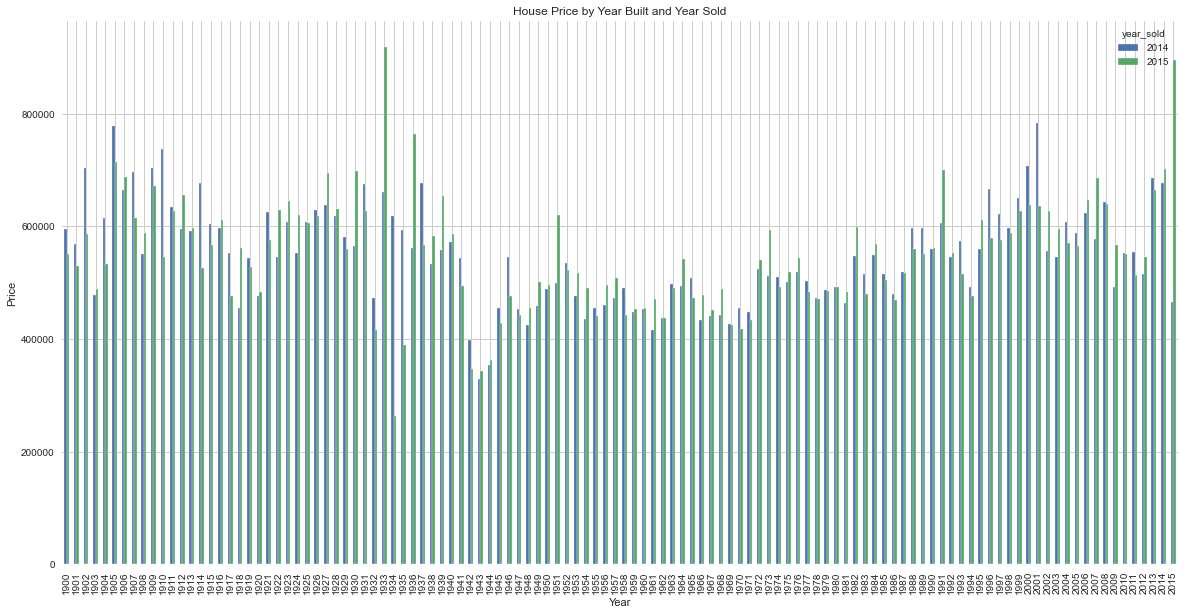 House Price by Year Built and Year Sold
year_sold
2014
2015
800000
600000
400000
200000
0
Price
1900 1901 1902 1903 1904 1905 1906 1907 1908 1909 1910 1911 1912 1913 1914 1915 1916 1917 1918 1919 1920 1921 1922 1923 1924 1925 1926 1927 1928 1929 1930 1931 1932 1933 1934 1935 1936 1937 1938 1939 1940 1941 1942 1943 1944 1945 1946 1947 1948 1949 1950 1951 1952 1953 1954 1955 1956 1957 1958 1959 1960 1961 1962 1963 1964 1965 1966 1967 1968 1969 1970 1971 1972 1973 1974 1975 1976 1977 1978 1979 1980 1981 1982 1983 1984 1985 1986 1987 1988 1989 1990 1991 1992 1993 1994 1995 1996 1997 1998 1999 2000 2001 2002 2003 2004 2005 2006 2007 2008 2009 2010 2011 2012 2013 2014 2015
Year